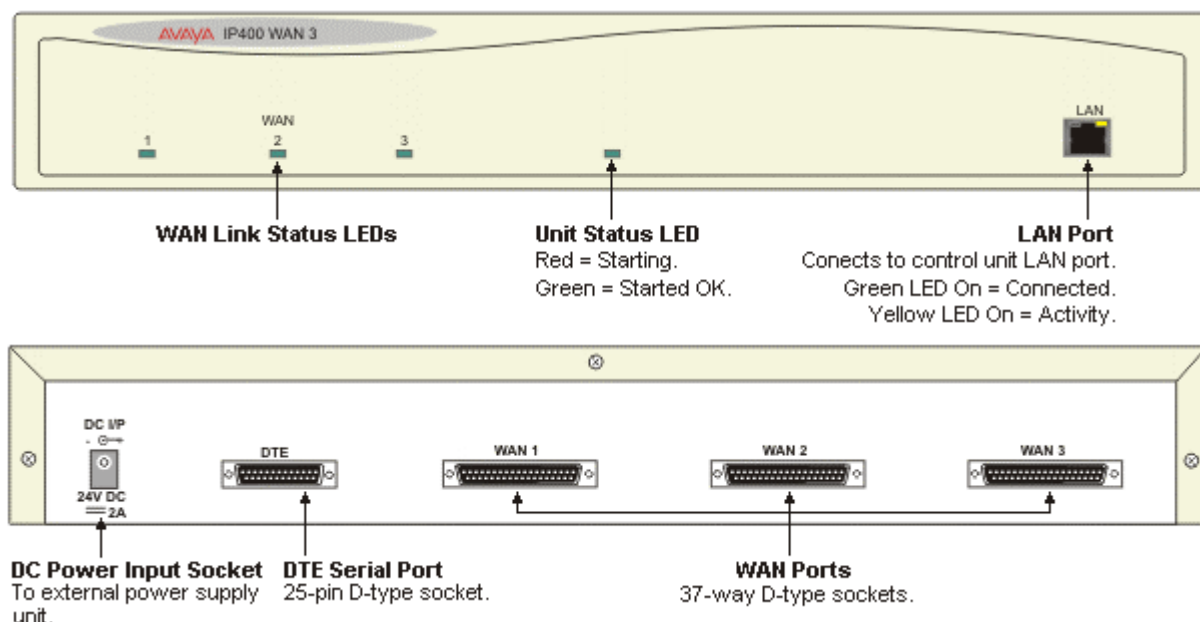 AVAYA IP400 WAN 3
LAN
WAN
1 2 3
WAN Link Status LEDs
Unit Status LED
Red = Starting.
Green = Started OK.
LAN Port
Conects to control unit LAN port.
Green LED On = Connected.
Yellow LED On = Activity.
DC I/P
- +
24V DC
2A
DTE
WAN 1
WAN 2
WAN 3
DC Power Input Socket
To external power supply
unit.
DTE Serial Port
25-pin D-type socket.
WAN Ports
37-way D-type sockets.